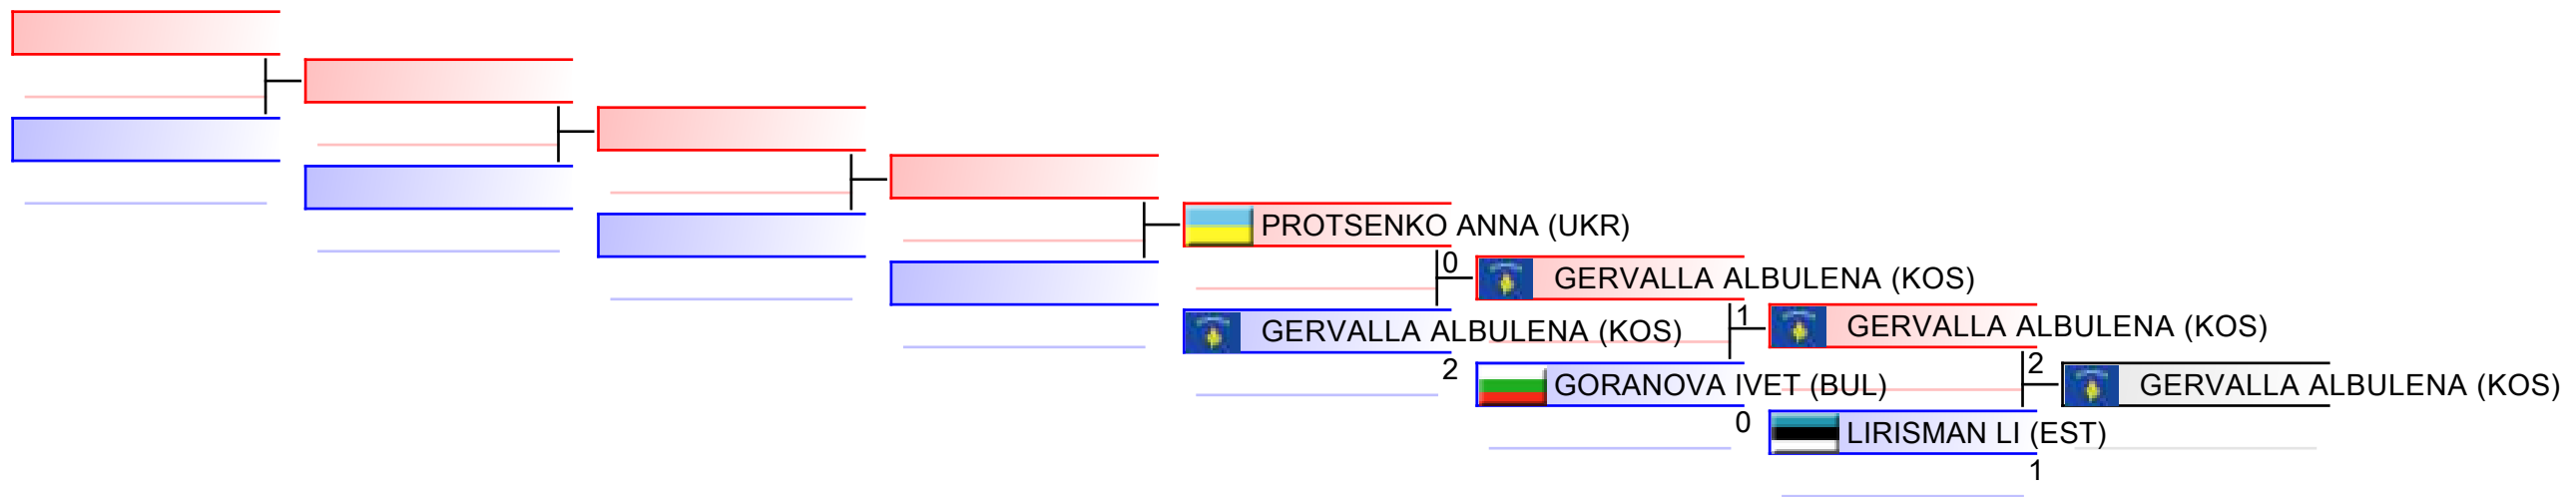 PROTSENKO ANNA (UKR)
0
GERVALLA ALBULENA (KOS)
GERVALLA ALBULENA (KOS)
2
1
GERVALLA ALBULENA (KOS)
GORANOVA IVET (BUL)
0
2
GERVALLA ALBULENA (KOS)
LIRISMAN LI (EST)
1